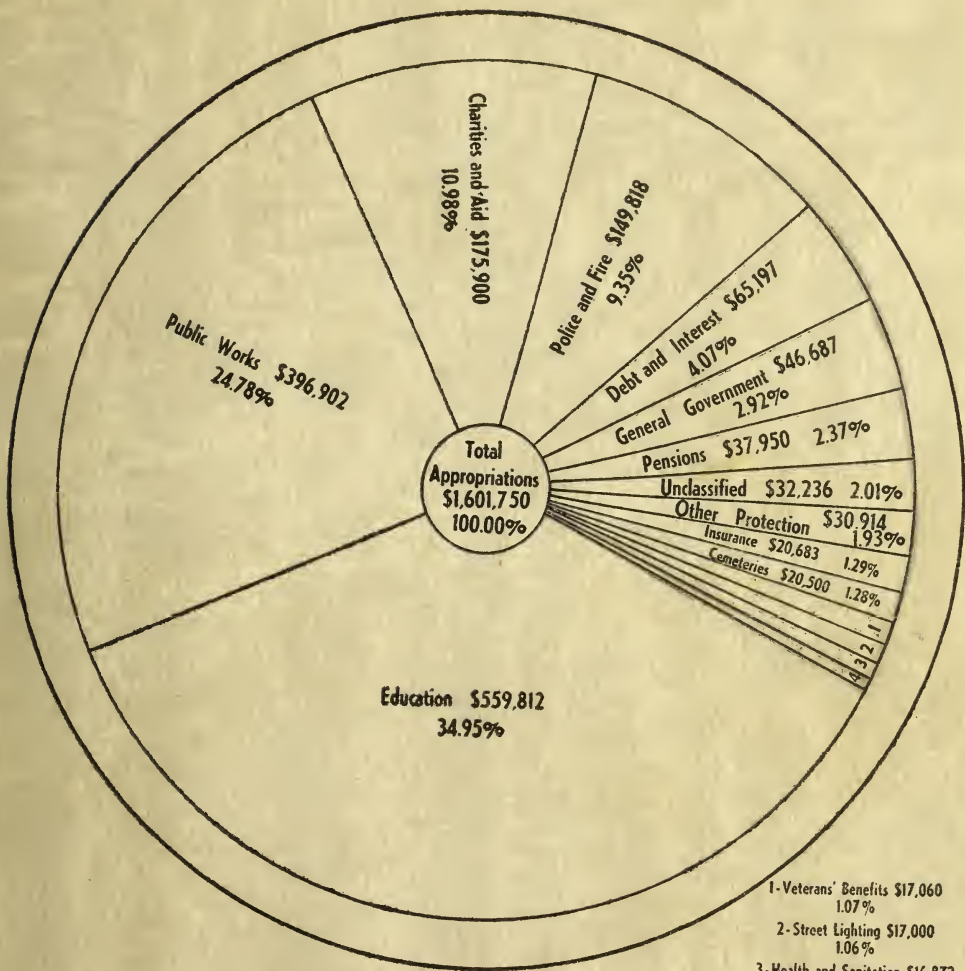 Charities and Aid $175,900
10.98%
Police and Fire $149,818
9.35%
Debt and Interest $65,197
4.07%
General Government $46,687
2.92%
Pensions $37,950 2.37%
Unclassified $32,236 2.01%
Other Protection $30,914
1.93%
Insurance $20,683 1.29%
Cemeteries $20,500 1.28%
1
2
3
4
Public Works $396,902
24.78%
Total
Appropriations
$1,601,750
100.00%
Education $559,812
34.95%
1-Veterans' Benefits $17,060
1.07%
2-Street Lighting $17,000
1.06%